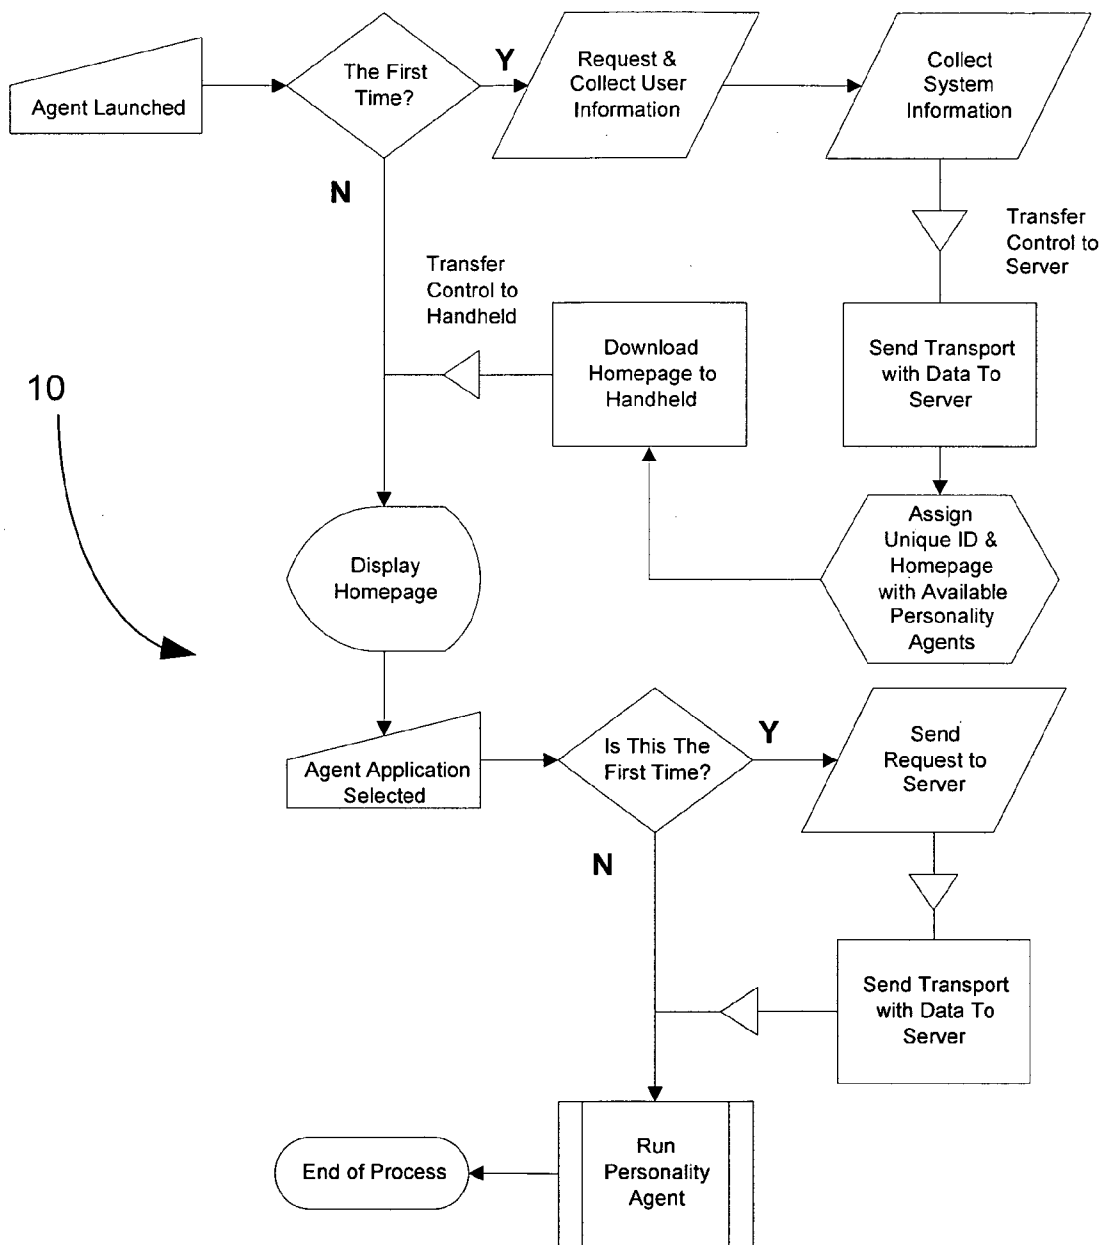 Agent Launched
The First
Time?
Y
Request &
Collect User
Information
Collect
System
Information
N
Transfer
Control to
Server
Transfer
Control to
Handheld
Download
Homepage to
Handheld
Send Transport
with Data To
Server
10
Assign
Unique ID &
Homepage
with Available
Personality
Agents
Display
Homepage
Agent Application
Selected
Is This The
First Time?
Y
Send
Request to
Server
N
Send Transport
with Data To
Server
Run
Personality
Agent
End of Process